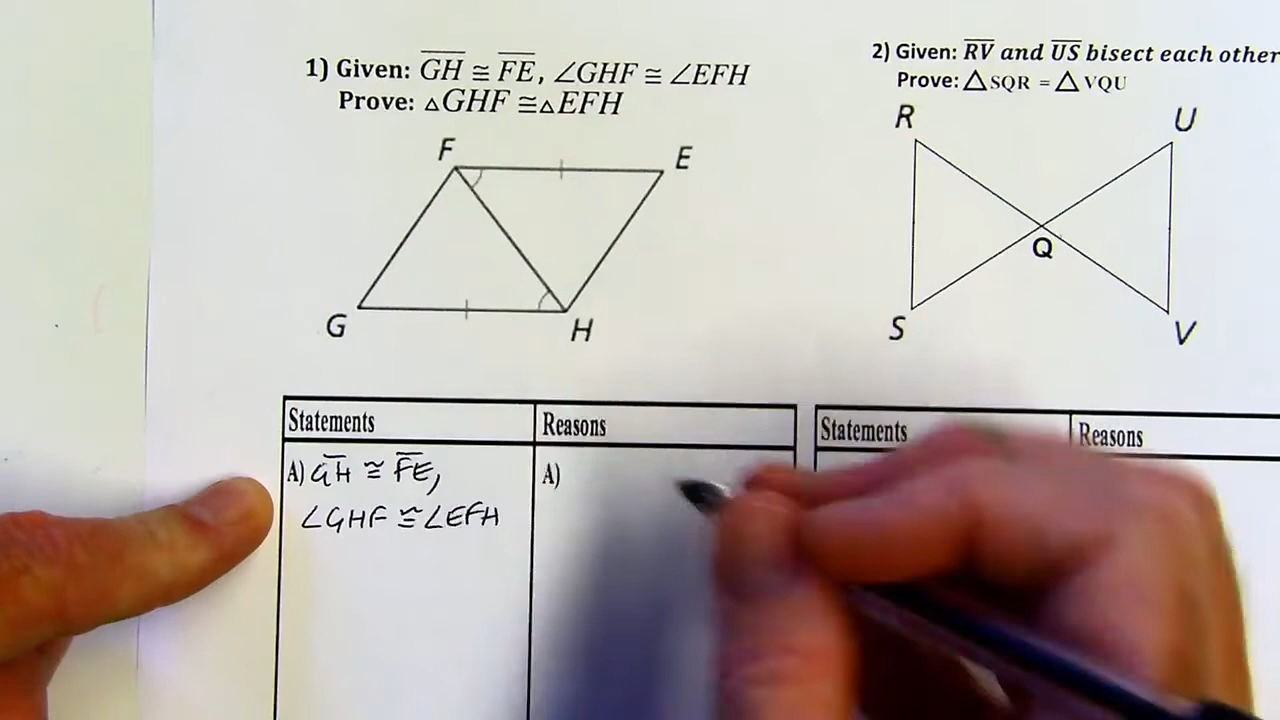 1) Given: GH ≅ FE, ∠GHF ≅ ∠EFH
Prove: △GHF ≅△EFH
F
E
G
H
2) Given: RV and US bisect each other
Prove: △SQR = △VQU
R
U
Q
S
V
Statements
Reasons
A) GH ≅ FE,
∠GHF ≅ ∠EFH
A)
Statements
Reasons